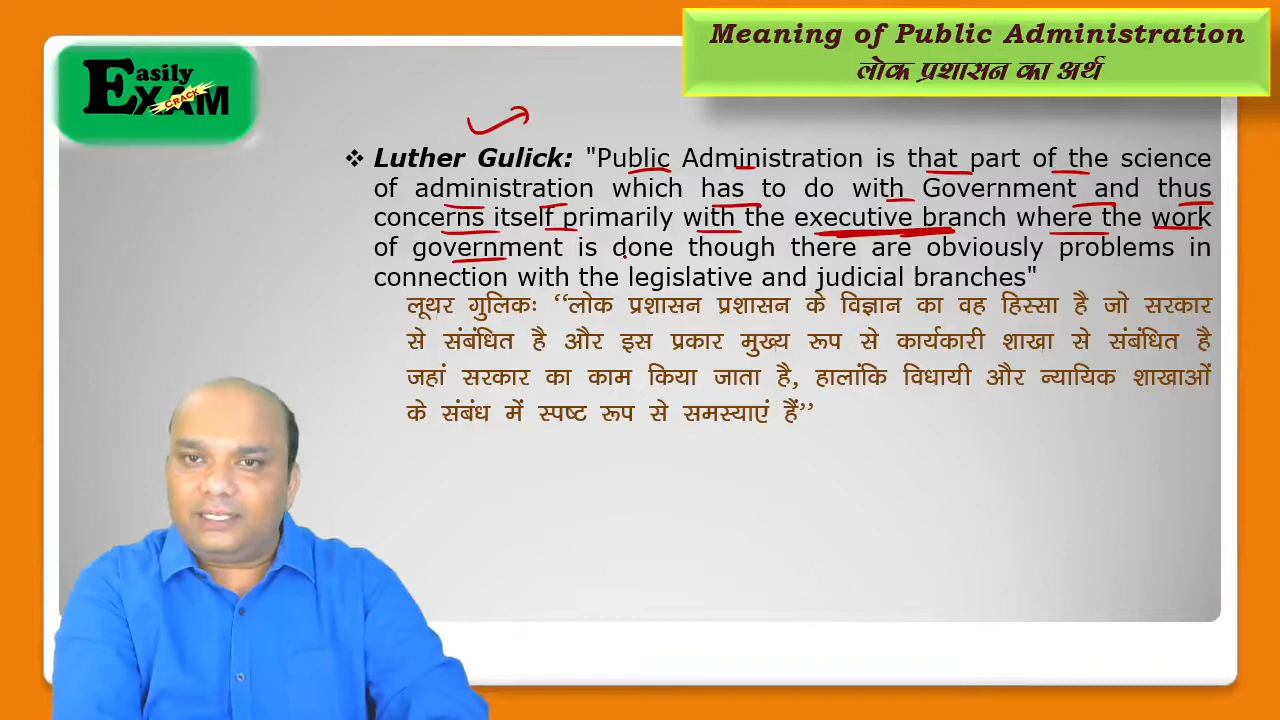 Meaning of Public Administration
लोक प्रशासन का अर्थ
Easily
EXAM
CRACK
❖ Luther Gulick: "Public Administration is that part of the science
of administration which has to do with Government and thus
concerns itself primarily with the executive branch where the work
of government is done though there are obviously problems in
connection with the legislative and judicial branches"
लूथर गुलिकः ‘‘लोक प्रशासन प्रशासन के विज्ञान का वह हिस्सा है जो सरकार
से संबंधित है और इस प्रकार मुख्य रूप से कार्यकारी शाखा से संबंधित है
जहां सरकार का काम किया जाता है, हालांकि विधायी और न्यायिक शाखाओं
के संबंध में स्पष्ट रूप से समस्याएं हैं’’